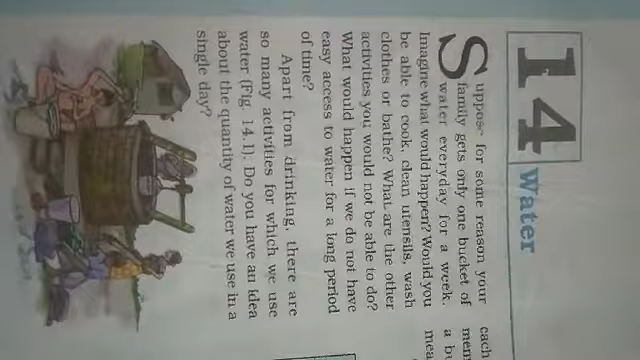 14
Water
Suppose for some reason your
family gets only one bucket of
water everyday for a week.
Imagine what would happen? Would you
be able to cook, clean utensils, wash
clothes or bathe? What are the other
activities you would not be able to do?
What would happen if we do not have
easy access to water for a long period
of time?
Apart from drinking, there are
so many activities for which we use
water (Fig. 14.1). Do you have an idea
about the quantity of water we use in a
single day?
each